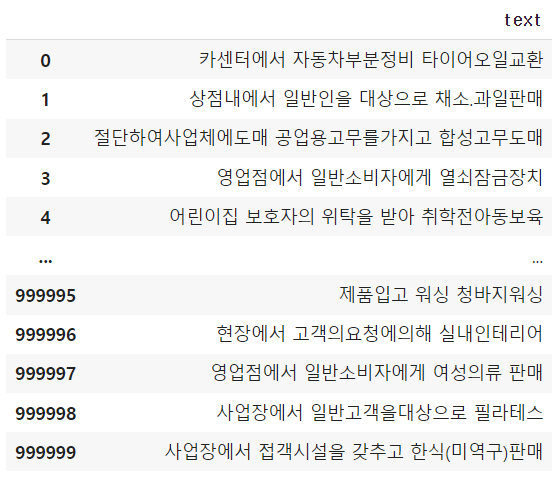 text
0 카센터에서 자동차부분정비 타이어오일교환
1 상점내에서 일반인을 대상으로 채소.과일판매
2 절단하여사업체에도매 공업용고무를가지고 합성고무도매
3 영업점에서 일반소비자에게 열쇠잠금장치
4 어린이집 보호자의 위탁을 받아 취학전아동보육
... ...
999995 제품입고 워싱 청바지워싱
999996 현장에서 고객의요청에의해 실내인테리어
999997 영업점에서 일반소비자에게 여성의류 판매
999998 사업장에서 일반고객을대상으로 필라테스
999999 사업장에서 접객시설을 갖추고 한식(미역구)판매